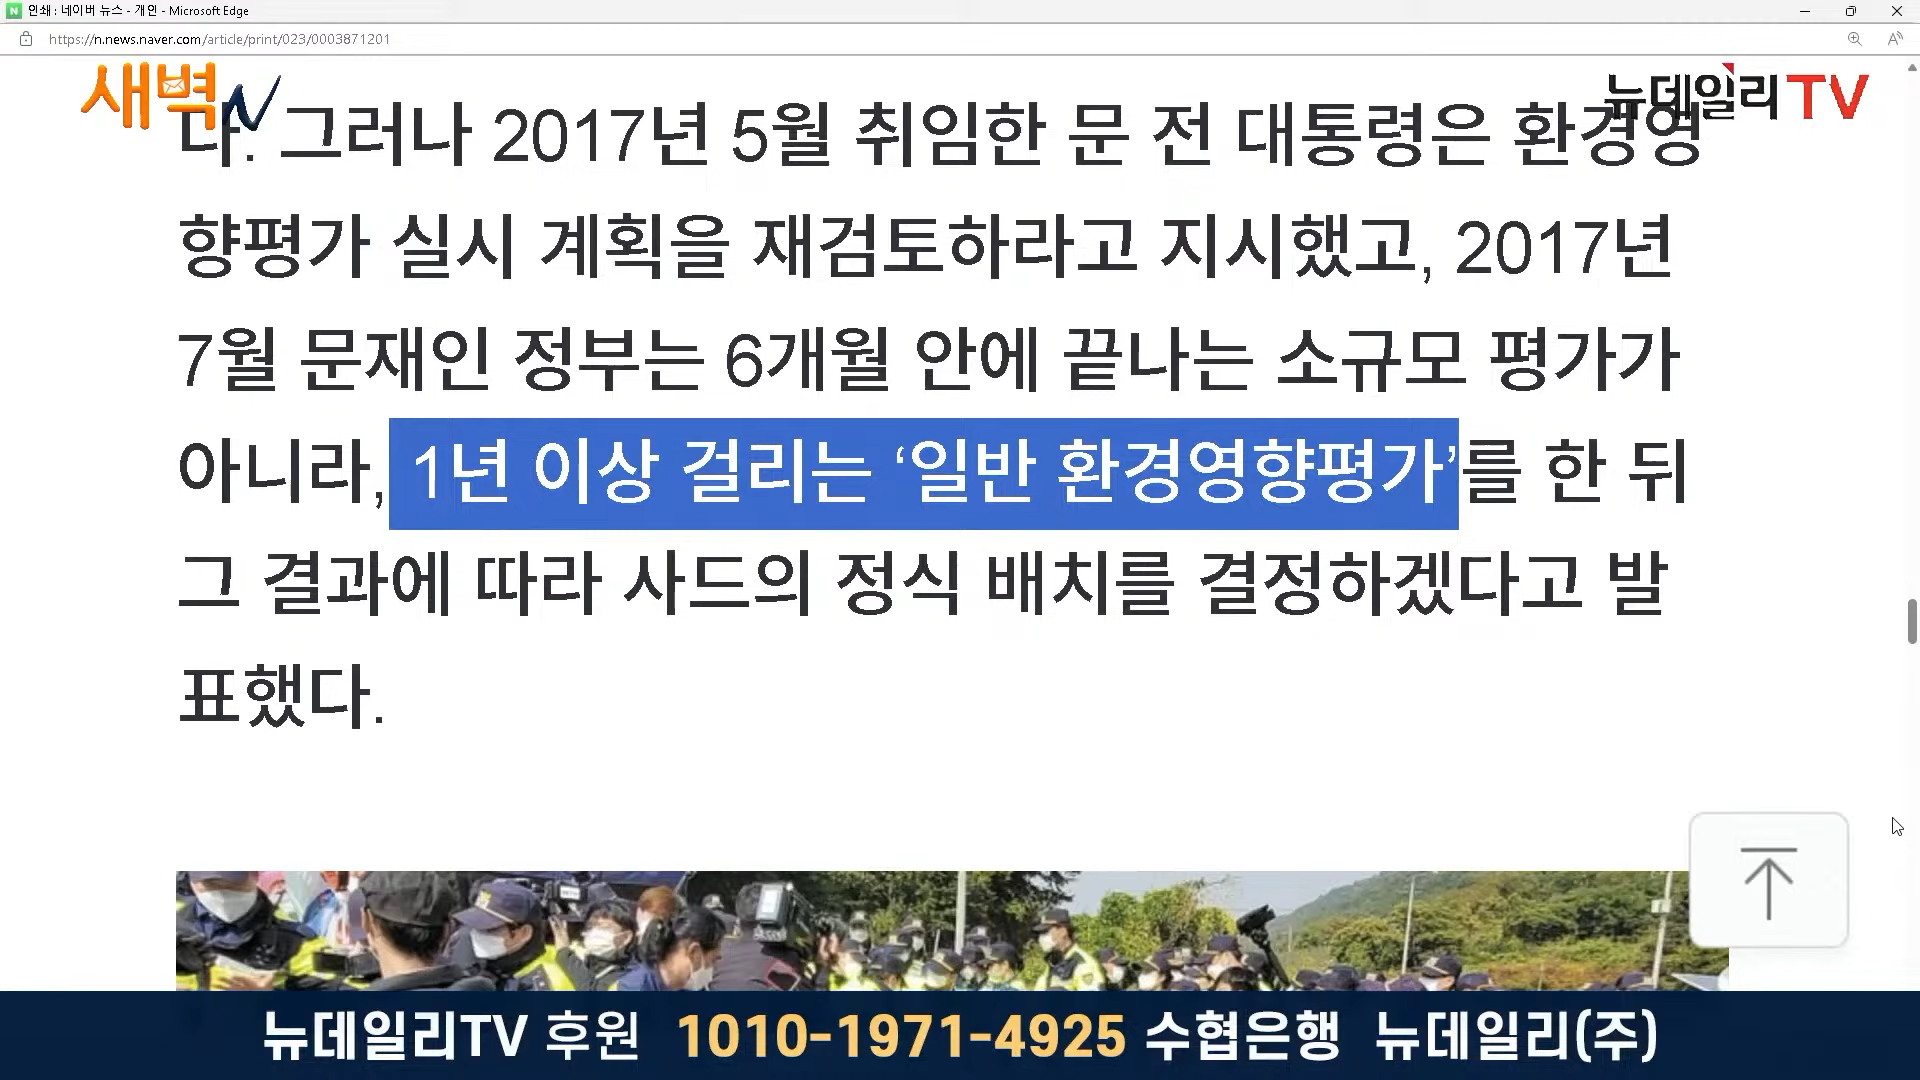 인쇄 : 네이버 뉴스 - 개인 - Microsoft Edge
https://n.news.naver.com/article/print/023/0003871201
새벽N
뉴데일리TV
다. 그러나 2017년 5월 취임한 문 전 대통령은 환경영
향평가 실시 계획을 재검토하라고 지시했고, 2017년
7월 문재인 정부는 6개월 안에 끝나는 소규모 평가가
아니라, 1년 이상 걸리는 ‘일반 환경영향평가’를 한 뒤
그 결과에 따라 사드의 정식 배치를 결정하겠다고 발
표했다.
뉴데일리TV 후원 1010-1971-4925 수협은행 뉴데일리(주)